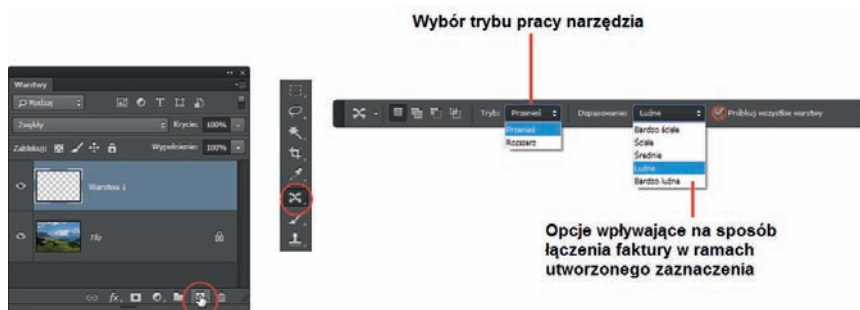 Wybór trybu pracy narzędzia
Warstwy
Rodzaj
Zwykły
Krycie: 100%
Zablokuj:
Wypełnienie: 100%
Warstwa 1
Tło
fx
Tryb: Przenieś
Dopasowanie: Luźne
Próbkuj wszystkie warstwy
Przenieś
Rozszerz
Bardzo ścisłe
Ścisłe
Średnie
Luźne
Bardzo luźne
Opcje wpływające na sposób
łączenia faktury w ramach
utworzonego zaznaczenia